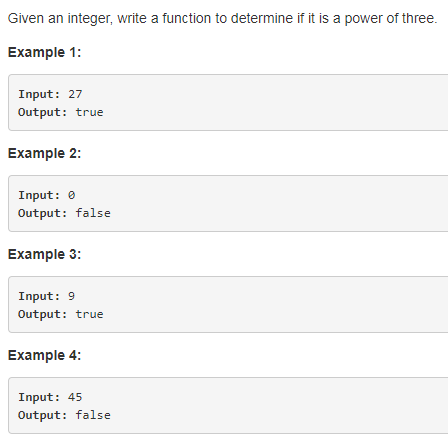 Given an integer, write a function to determine if it is a power of three.
Example 1:
Input: 27
Output: true
Example 2:
Input: 0
Output: false
Example 3:
Input: 9
Output: true
Example 4:
Input: 45
Output: false